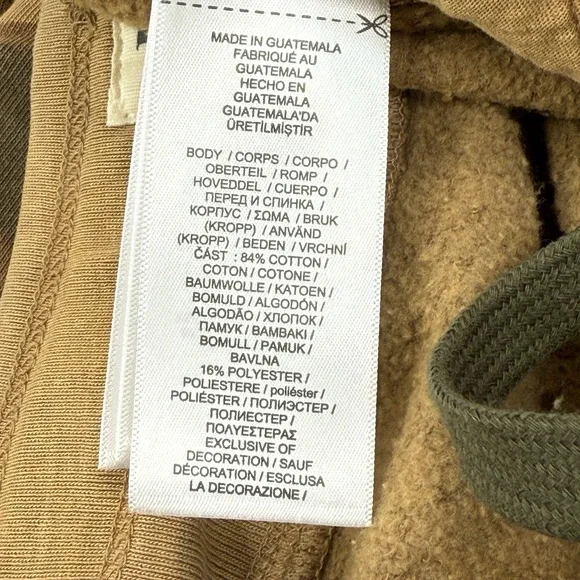 MADE IN GUATEMALA
FABRIQUÉ AU
GUATEMALA
HECHO EN
GUATEMALA
GUATEMALA'DA
ÜRETİLMİŞTİR
BODY / CORPS / CORPO /
OBERTEIL / ROMP /
HOVEDDEL / CUERPO /
ПЕРЕД И СПИНКА /
КОРПУС / ΣΩΜΑ / BRUK
(KROPP) / ANVÄND
(KROPP) / BEDEN / VRCHNÍ
ČÁST : 84% COTTON /
COTON / COTONE /
BAUMWOLLE / KATOEN /
BOMULD / ALGODÓN /
ALGODÃO / ХЛОПОК /
ПАМУК / BAMBAKI /
BOMULL / PAMUK /
BAVLNA
16% POLYESTER /
POLIESTERE / poliéster /
POLIÉSTER / ПОЛИЭСТЕР /
ПОЛИЕСТЕР /
ΠΟΛΥΕΣΤΕΡΑΣ
EXCLUSIVE OF
DECORATION / SAUF
DÉCORATION / ESCLUSA
LA DECORAZIONE /